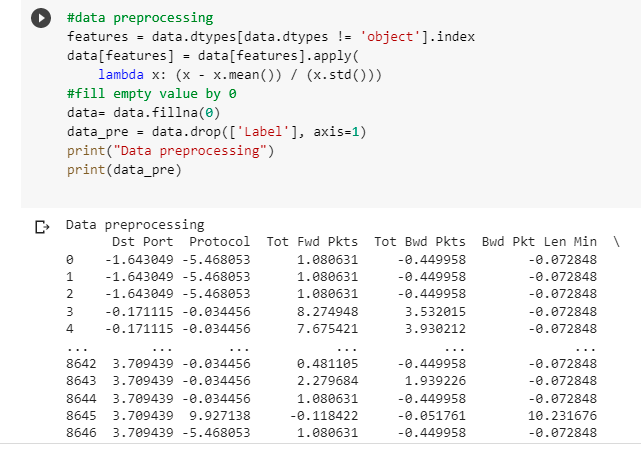 #data preprocessing
features = data.dtypes[data.dtypes != 'object'].index
data[features] = data[features].apply(
    lambda x: (x - x.mean()) / (x.std()))
#fill empty value by 0
data= data.fillna(0)
data_pre = data.drop(['Label'], axis=1)
print("Data preprocessing")
print(data_pre)
Data preprocessing
      Dst Port  Protocol  Tot Fwd Pkts  Tot Bwd Pkts  Bwd Pkt Len Min  \
0    -1.643049 -5.468053      1.080631     -0.449958        -0.072848
1    -1.643049 -5.468053      1.080631     -0.449958        -0.072848
2    -1.643049 -5.468053      1.080631     -0.449958        -0.072848
3    -0.171115 -0.034456      8.274948      3.532015        -0.072848
4    -0.171115 -0.034456      7.675421      3.930212        -0.072848
...        ...       ...           ...           ...              ...
8642  3.709439 -0.034456      0.481105     -0.449958        -0.072848
8643  3.709439 -0.034456      2.279684      1.939226        -0.072848
8644  3.709439 -0.034456      1.080631     -0.449958        -0.072848
8645  3.709439  9.927138     -0.118422     -0.051761        10.231676
8646  3.709439 -5.468053      1.080631     -0.449958        -0.072848